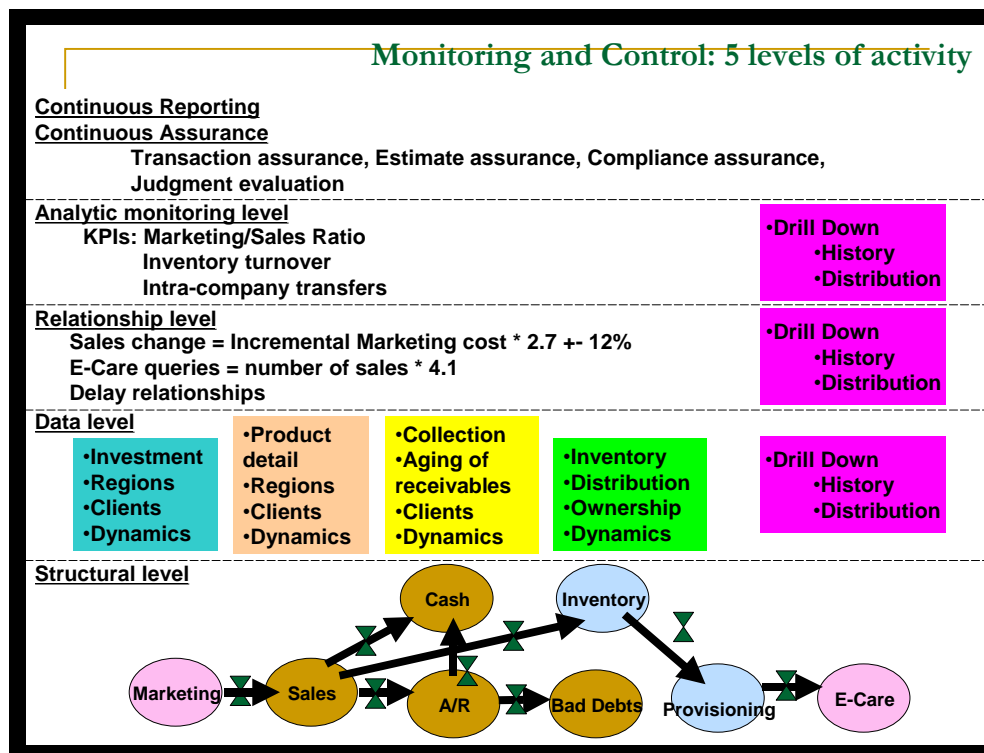 Monitoring and Control: 5 levels of activity
Continuous Reporting
Continuous Assurance
Transaction assurance, Estimate assurance, Compliance assurance,
Judgment evaluation
Analytic monitoring level
KPIs: Marketing/Sales Ratio
Inventory turnover
Intra-company transfers
•Drill Down
•History
•Distribution
Relationship level
Sales change = Incremental Marketing cost * 2.7 +- 12%
E-Care queries = number of sales * 4.1
Delay relationships
•Drill Down
•History
•Distribution
Data level
•Investment
•Regions
•Clients
•Dynamics
•Product
detail
•Regions
•Clients
•Dynamics
•Collection
•Aging of
receivables
•Clients
•Dynamics
•Inventory
•Distribution
•Ownership
•Dynamics
•Drill Down
•History
•Distribution
Structural level
Cash
Inventory
Marketing
Sales
A/R
Bad Debts
Provisioning
E-Care